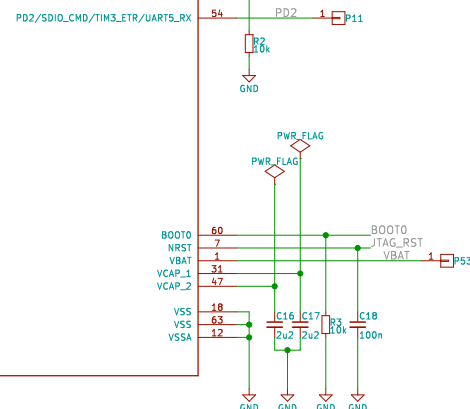 PD2/SDIO_CMD/TIM3_ETR/UART5_RX 54 PD2 1 P11
R2
10k
GND
PWR_FLAG
PWR_FLAG
BOOT0 60 BOOT0
NRST 7 JTAG_RST
VBAT 1 VBAT 1 P53
VCAP_1 31
VCAP_2 47
VSS 18
VSS 63
VSSA 12
C16 C17 R3 C18
2u2 2u2 10k 100n
GND GND GND GND